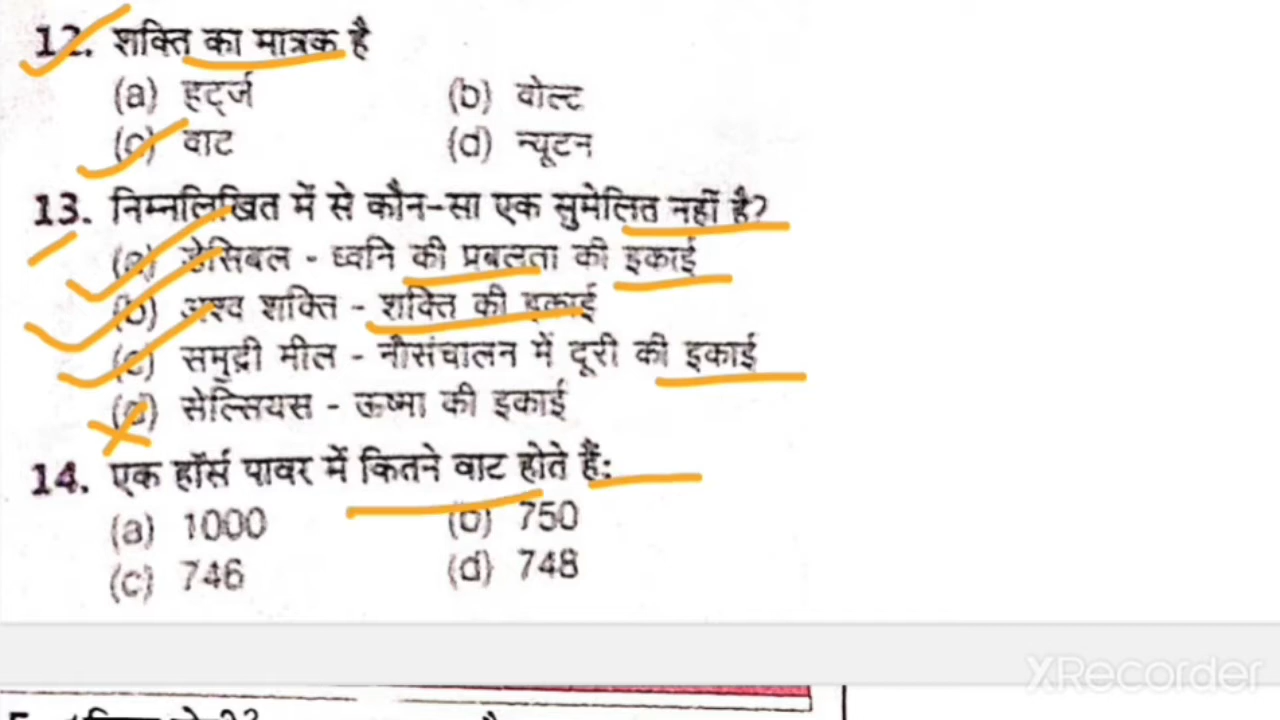 12. शक्ति का मात्रक है
(a) हर्ट्ज (b) वोल्ट
(c) वाट (d) न्यूटन
13. निम्नलिखित में से कौन-सा एक सुमेलित नहीं है?
(a) डेसिबल - ध्वनि की प्रबलता की इकाई
(b) अश्व शक्ति - शक्ति की इकाई
(c) समुद्री मील - नौसंचालन में दूरी की इकाई
(d) सेल्सियस - ऊष्मा की इकाई
14. एक हॉर्स पावर में कितने वाट होते हैं:
(a) 1000 (b) 750
(c) 746 (d) 748
XRecorder